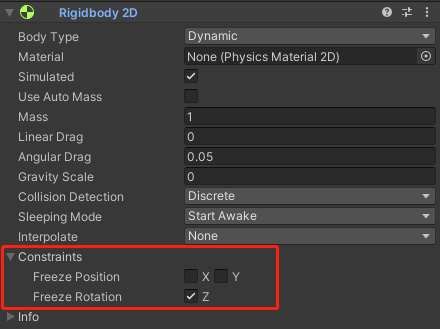 Rigidbody 2D
Body Type Dynamic
Material None (Physics Material 2D)
Simulated
Use Auto Mass
Mass 1
Linear Drag 0
Angular Drag 0.05
Gravity Scale 0
Collision Detection Discrete
Sleeping Mode Start Awake
Interpolate None
Constraints
Freeze Position X Y
Freeze Rotation Z
Info